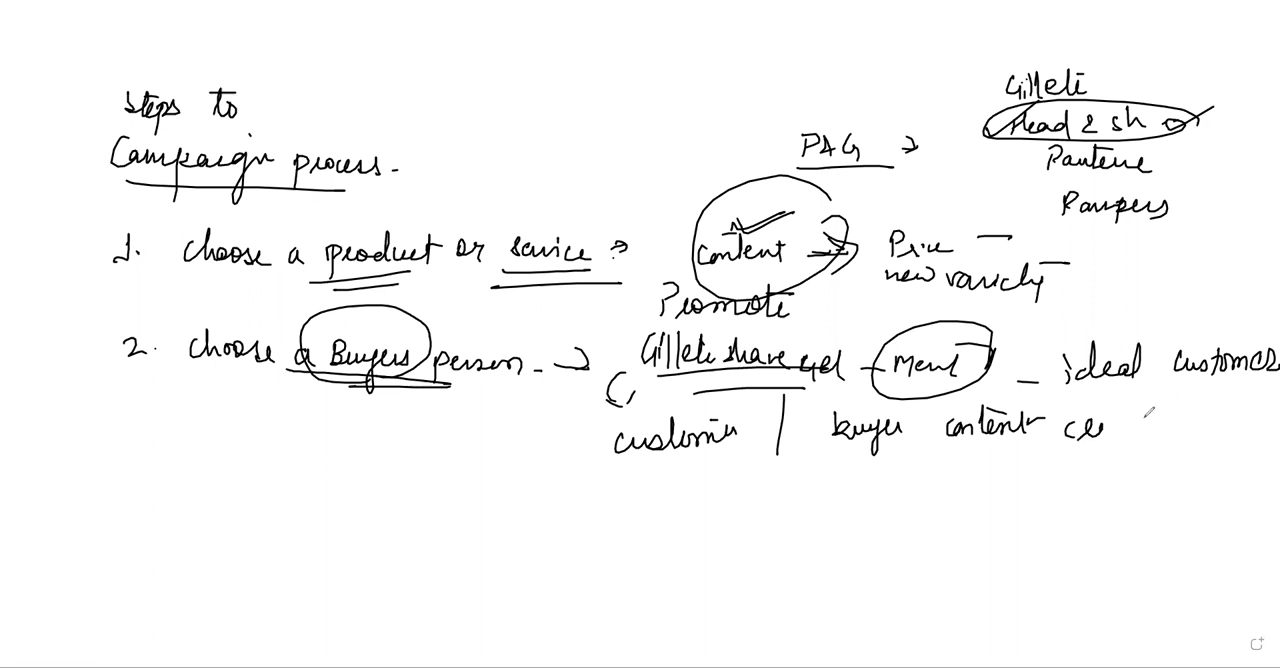 Steps to
Campaign process.
P&G →
Gillete
Head & sh
Pantene
Pampers
1. Choose a product or service →
Content → Price
new variety
Promote
2. Choose a Buyers person. → Gillete shave gel - Men - ideal customer
customer | buyer content